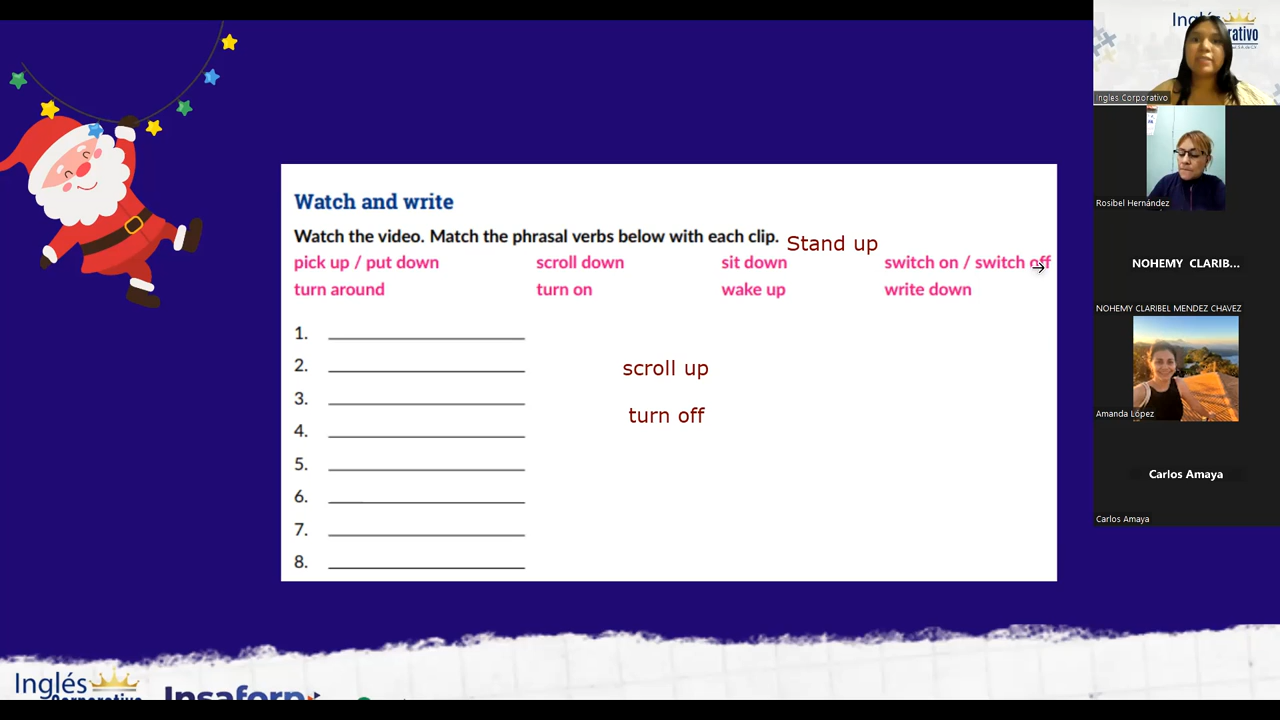 Watch and write
Watch the video. Match the phrasal verbs below with each clip. Stand up
pick up / put down scroll down sit down switch on / switch off
turn around turn on wake up write down
1.
2.
3.
4.
5.
6.
7.
8.
scroll up
turn off
Inglés
Insaforp
Inglés Corporativo
Rosibel Hernández
NOHEMY CLARIB...
NOHEMY CLARIBEL MENDEZ CHAVEZ
Amanda López
Carlos Amaya
Carlos Amaya